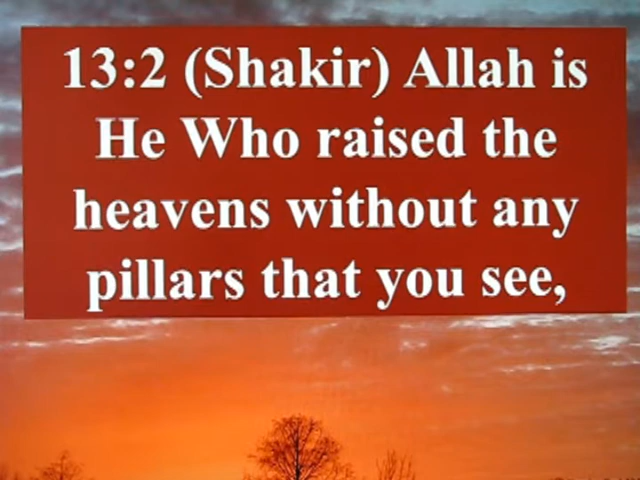 13:2 (Shakir) Allah is
He Who raised the
heavens without any
pillars that you see,